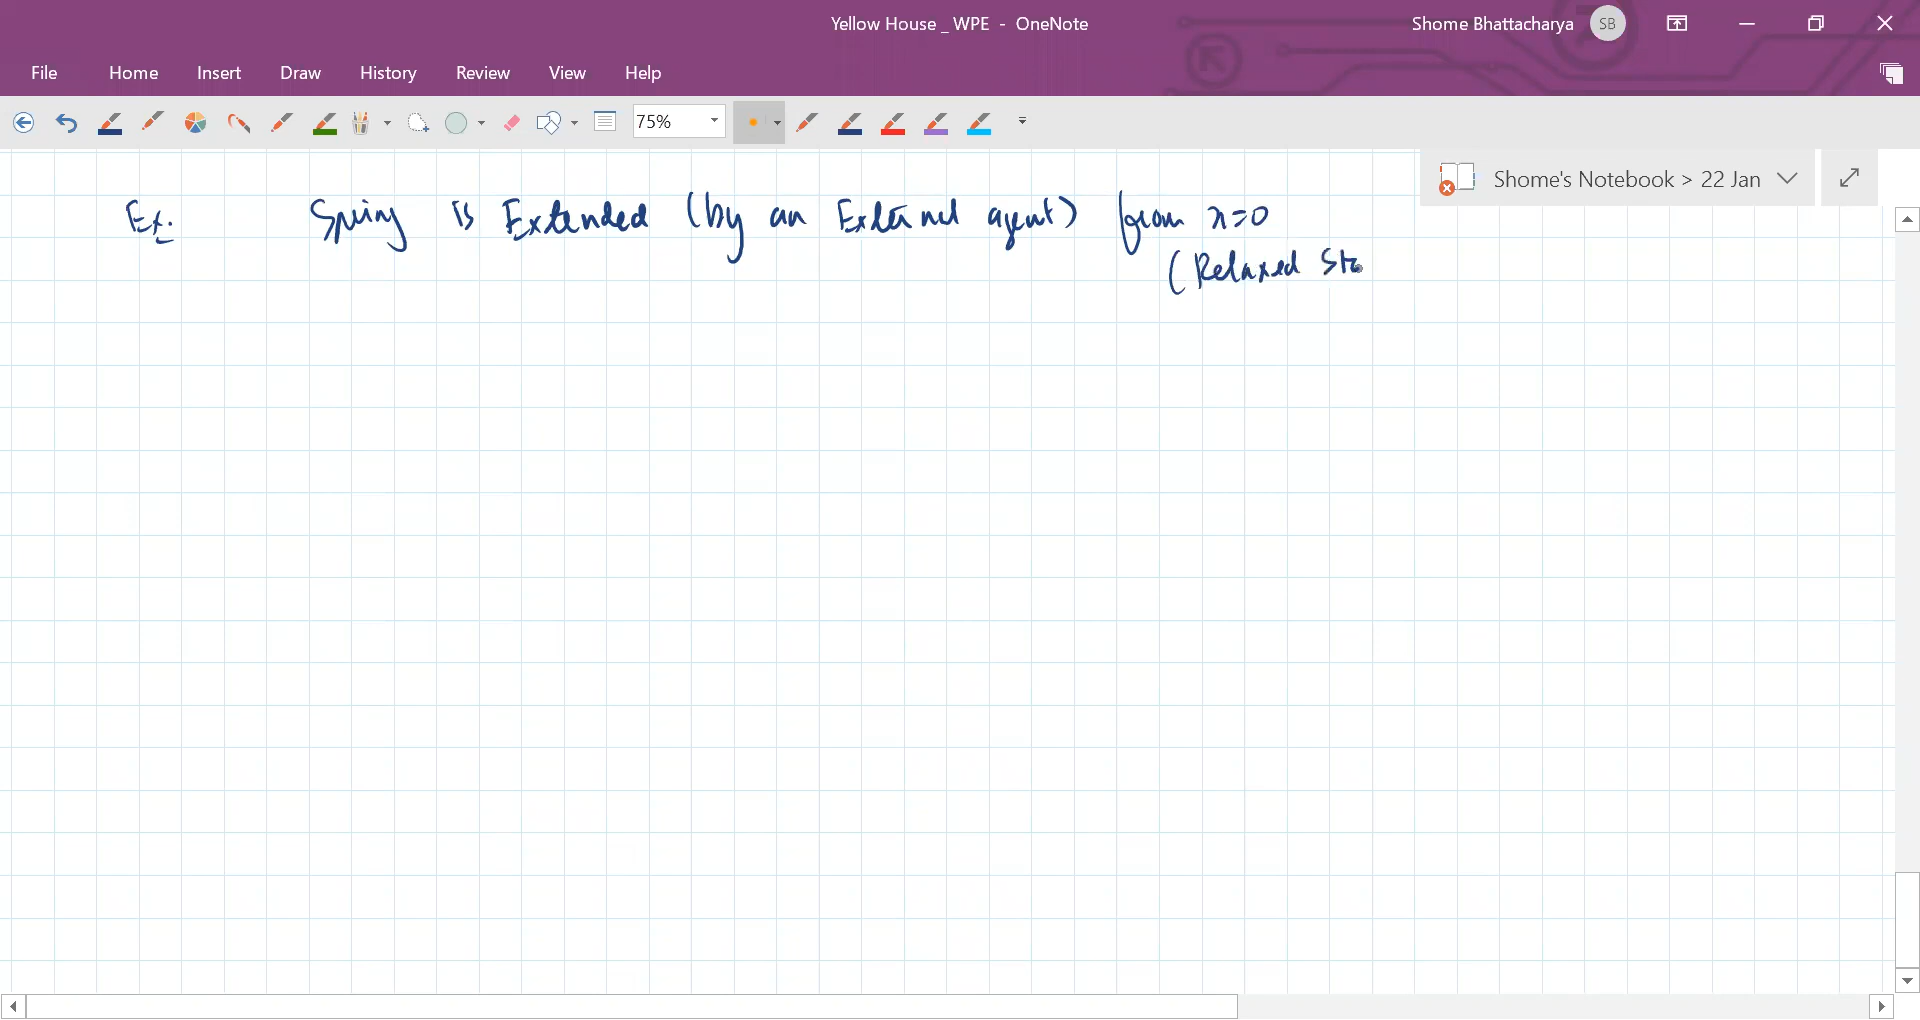 Yellow House _ WPE - OneNote
Shome Bhattacharya SB
File Home Insert Draw History Review View Help
75%
Shome's Notebook > 22 Jan
Ex: Spring is Extended (by an External agent) from x=0
(Relaxed Sta